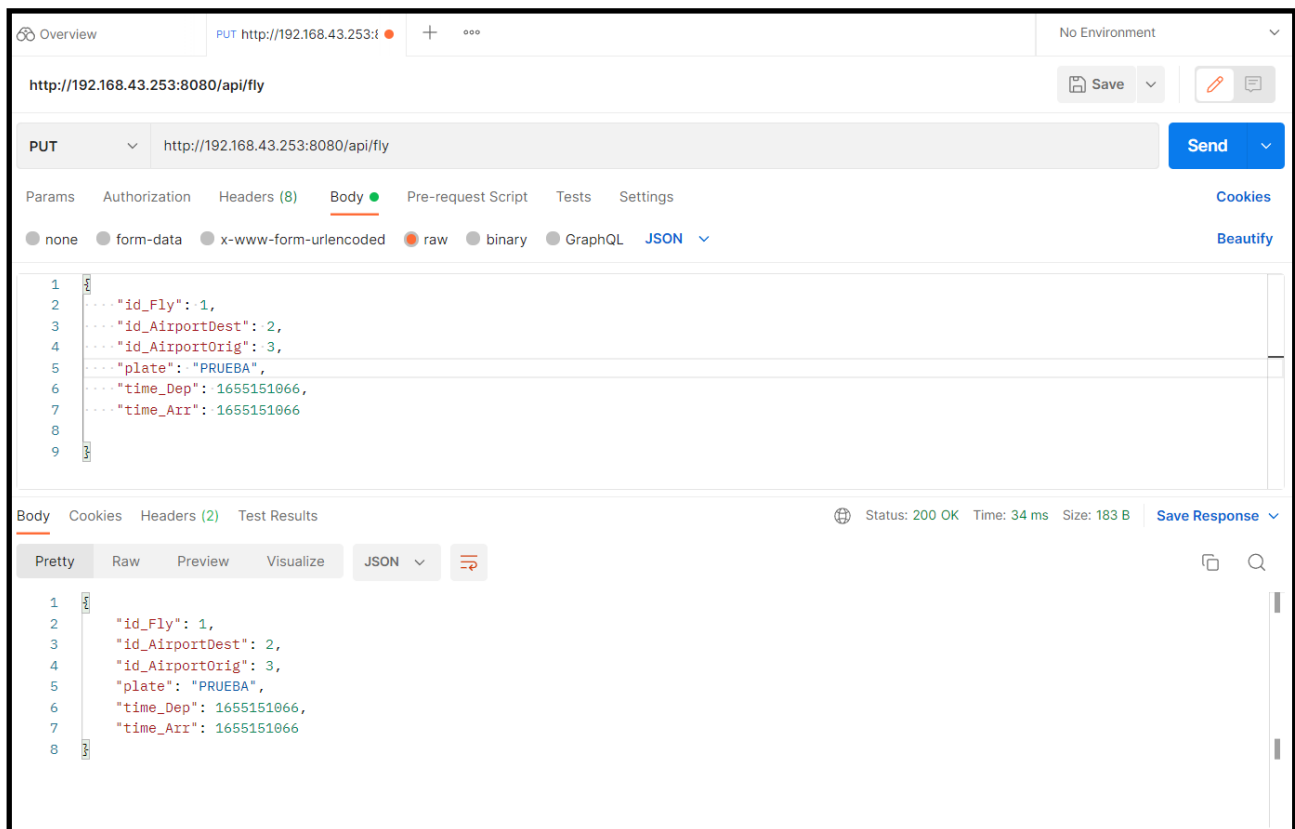 Overview PUT http://192.168.43.253:8 + ooo No Environment
http://192.168.43.253:8080/api/fly Save
PUT http://192.168.43.253:8080/api/fly Send
Params Authorization Headers (8) Body Pre-request Script Tests Settings Cookies
none form-data x-www-form-urlencoded raw binary GraphQL JSON Beautify
1 {
2 "id_Fly": 1,
3 "id_AirportDest": 2,
4 "id_AirportOrig": 3,
5 "plate": "PRUEBA",
6 "time_Dep": 1655151066,
7 "time_Arr": 1655151066
8
9 }
Body Cookies Headers (2) Test Results Status: 200 OK Time: 34 ms Size: 183 B Save Response
Pretty Raw Preview Visualize JSON
1 {
2 "id_Fly": 1,
3 "id_AirportDest": 2,
4 "id_AirportOrig": 3,
5 "plate": "PRUEBA",
6 "time_Dep": 1655151066,
7 "time_Arr": 1655151066
8 }